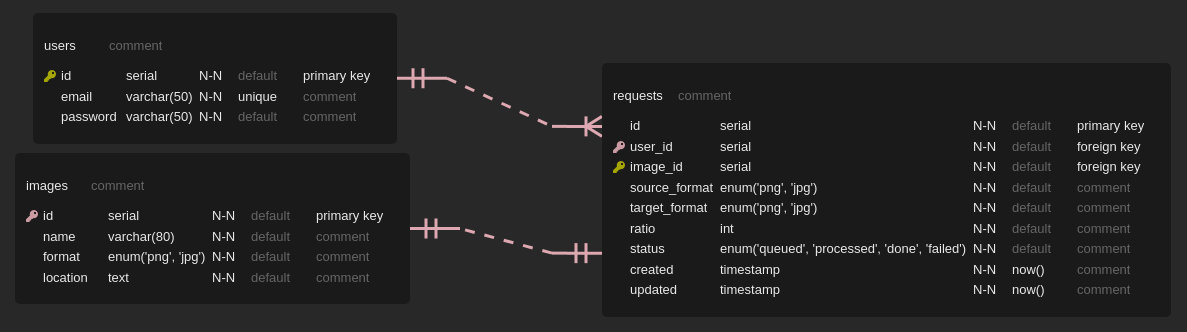 users comment
id serial N-N default primary key
email varchar(50) N-N unique comment
password varchar(50) N-N default comment
images comment
id serial N-N default primary key
name varchar(80) N-N default comment
format enum('png', 'jpg') N-N default comment
location text N-N default comment
requests comment
id serial N-N default primary key
user_id serial N-N default foreign key
image_id serial N-N default foreign key
source_format enum('png', 'jpg') N-N default comment
target_format enum('png', 'jpg') N-N default comment
ratio int N-N default comment
status enum('queued', 'processed', 'done', 'failed') N-N default comment
created timestamp N-N now() comment
updated timestamp N-N now() comment